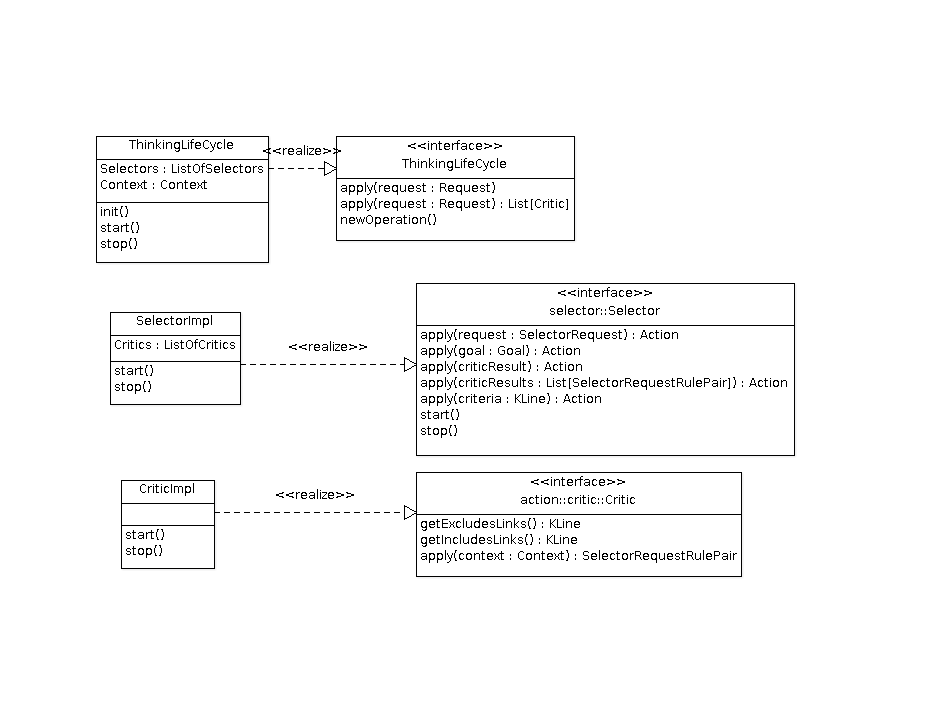 ThinkingLifeCycle
Selectors : ListOfSelectors
Context : Context
init()
start()
stop()
<<realize>>
<<interface>>
ThinkingLifeCycle
apply(request : Request)
apply(request : Request) : List[Critic]
newOperation()
SelectorImpl
Critics : ListOfCritics
start()
stop()
<<realize>>
<<interface>>
selector::Selector
apply(request : SelectorRequest) : Action
apply(goal : Goal) : Action
apply(criticResult) : Action
apply(criticResults : List[SelectorRequestRulePair]) : Action
apply(criteria : KLine) : Action
start()
stop()
CriticImpl
start()
stop()
<<realize>>
<<interface>>
action::critic::Critic
getExcludesLinks() : KLine
getIncludesLinks() : KLine
apply(context : Context) : SelectorRequestRulePair